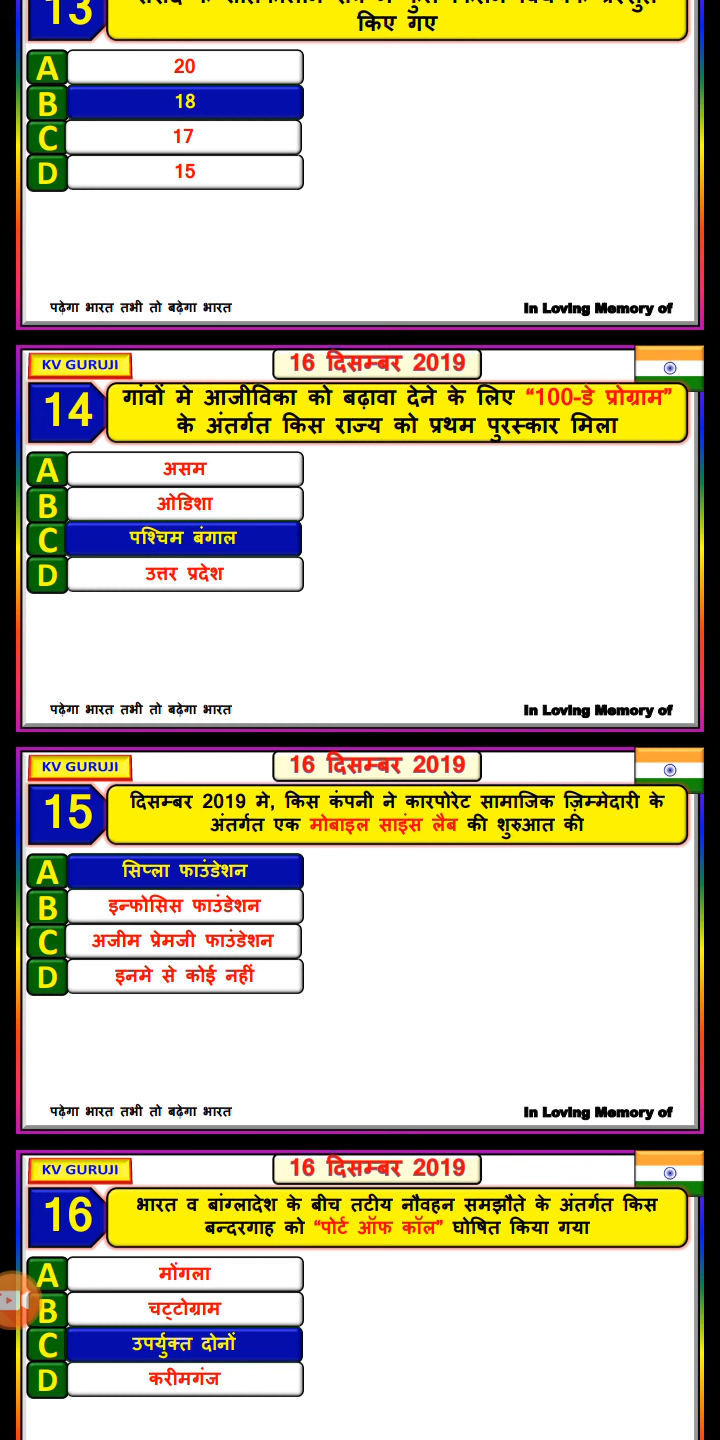 13
किए गए
A 20
B 18
C 17
D 15
पढ़ेगा भारत तभी तो बढ़ेगा भारत In Loving Memory of
KV GURUJI 16 दिसम्बर 2019
14 गांवों मे आजीविका को बढ़ावा देने के लिए “100-डे प्रोग्राम”
के अंतर्गत किस राज्य को प्रथम पुरस्कार मिला
A असम
B ओडिशा
C पश्चिम बंगाल
D उत्तर प्रदेश
पढ़ेगा भारत तभी तो बढ़ेगा भारत In Loving Memory of
KV GURUJI 16 दिसम्बर 2019
15 दिसम्बर 2019 मे, किस कंपनी ने कारपोरेट सामाजिक ज़िम्मेदारी के
अंतर्गत एक मोबाइल साइंस लैब की शुरुआत की
A सिप्ला फाउंडेशन
B इन्फोसिस फाउंडेशन
C अजीम प्रेमजी फाउंडेशन
D इनमे से कोई नहीं
पढ़ेगा भारत तभी तो बढ़ेगा भारत In Loving Memory of
KV GURUJI 16 दिसम्बर 2019
16 भारत व बांग्लादेश के बीच तटीय नौवहन समझौते के अंतर्गत किस
बन्दरगाह को “पोर्ट ऑफ कॉल” घोषित किया गया
A मोंगला
B चट्टोग्राम
C उपर्युक्त दोनों
D करीमगंज